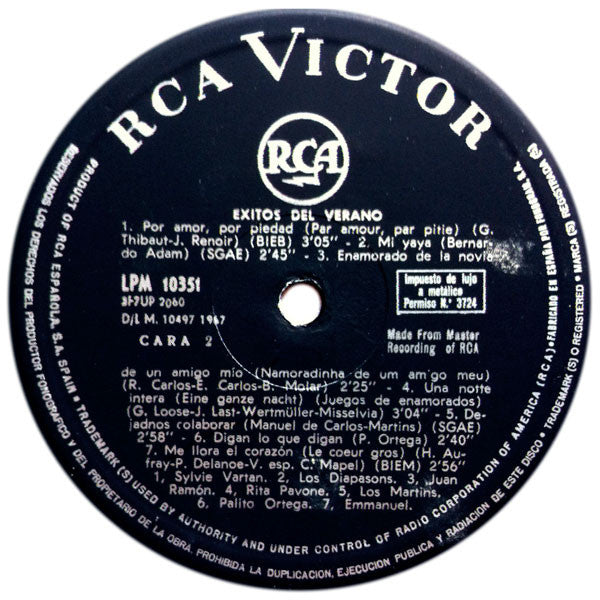 RCA VICTOR
RCA
EXITOS DEL VERANO
1. Por amor, por piedad (Par amour, par pitie) (G.
Thibaut-J. Renoir) (BIEB) 3'05" - 2. Mi yaya (Bernar-
do Adam) (SGAE) 2'45" - 3. Enamorado de la novia
LPM 10351
3F7UP 2060
D/L M. 10497 1967
CARA 2
Impuesto de lujo
a metálico
Permiso N.º 3724
Made From Master
Recording of RCA
de un amigo mío (Namoradinha de um amigo meu)
(R. Carlos-E. Carlos-B. Molar) 2'25" - 4. Una notte
intera (Eine ganze nacht) (Juegos de enamorados)
(G. Loose-J. Last-Wertmüller-Misselvia) 3'04" - 5. De-
jadnos colaborar (Manuel de Carlos-Martins) (SGAE)
2'58" - 6. Digan lo que digan (P. Ortega) 2'40"
7. Me llora el corazón (Le coeur gros) (H. Au-
fray-P. Delanoe-V. esp. C. Mapel) (BIEM) 2'56"
1, Sylvie Vartan. 2, Los Diapasons. 3, Juan
Ramón. 4, Rita Pavone. 5, Los Martins.
6, Palito Ortega. 7, Emmanuel.
PRODUCT OF RCA ESPAÑOLA, S.A. SPAIN • TRADEMARK (S) USED BY AUTHORITY AND UNDER CONTROL OF RADIO CORPORATION OF AMERICA (RCA) • FABRICADO EN ESPAÑA POR FONOGRAM, S.A.
RESERVADOS LOS DERECHOS DEL PRODUCTOR FONOGRAFICO Y DEL PROPIETARIO DE LA OBRA. PROHIBIDA LA DUPLICACION, EJECUCION PUBLICA Y RADIACION DE ESTE DISCO • TRADEMARK (S) REGISTERED • MARCA (S) REGISTRADA (S)